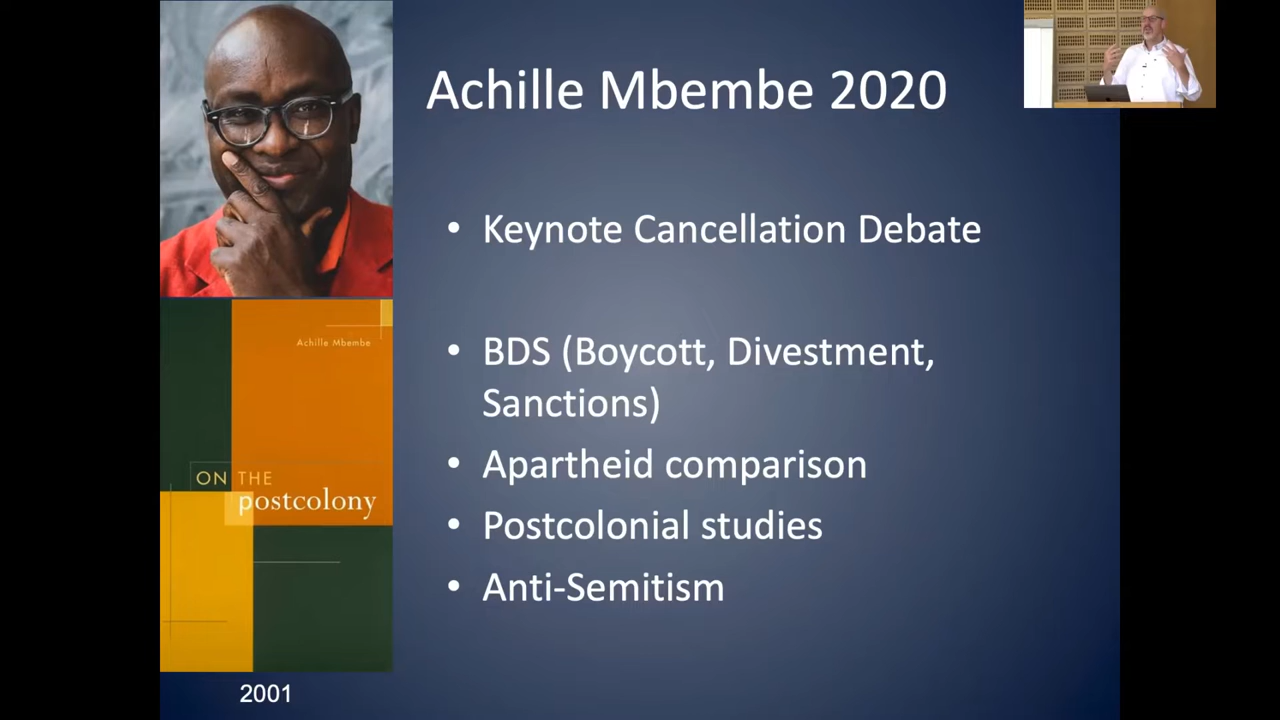 Achille Mbembe 2020
• Keynote Cancellation Debate
• BDS (Boycott, Divestment,
Sanctions)
• Apartheid comparison
• Postcolonial studies
• Anti-Semitism
Achille Mbembe
ON THE
postcolony
2001